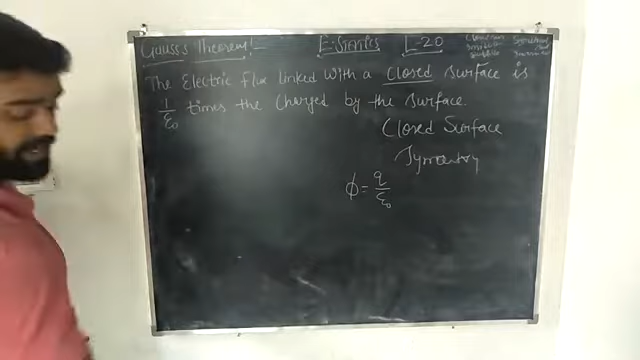 Gauss's Theorem:- E-Statics L-20
The Electric Flux linked with a closed surface is
1/ε₀ times the charged by the surface.
Closed Surface
Symmetry
ϕ = q/ε₀